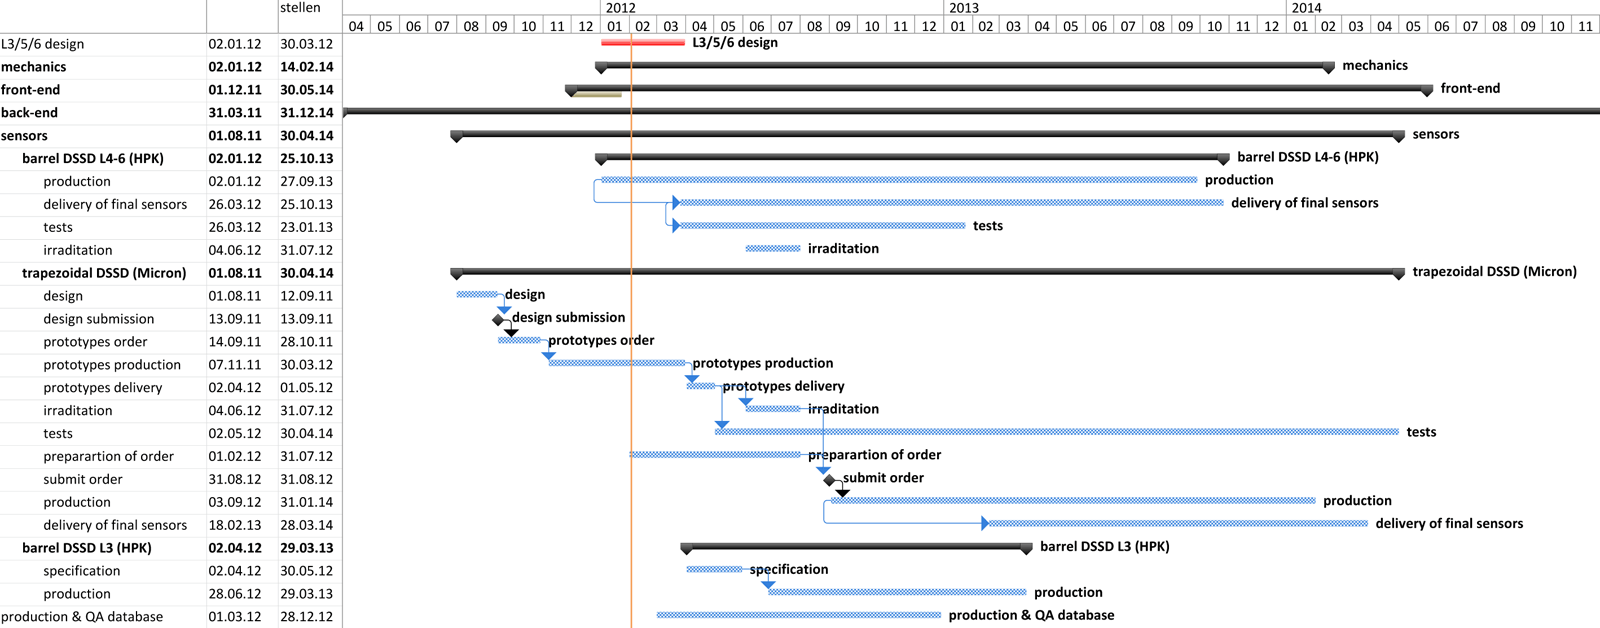 stellen 2012 2013 2014
04 05 06 07 08 09 10 11 12 01 02 03 04 05 06 07 08 09 10 11 12 01 02 03 04 05 06 07 08 09 10 11 12 01 02 03 04 05 06 07 08 09 10 11
L3/5/6 design 02.01.12 30.03.12 L3/5/6 design
mechanics 02.01.12 14.02.14 mechanics
front-end 01.12.11 30.05.14 front-end
back-end 31.03.11 31.12.14
sensors 01.08.11 30.04.14 sensors
barrel DSSD L4-6 (HPK) 02.01.12 25.10.13 barrel DSSD L4-6 (HPK)
production 02.01.12 27.09.13 production
delivery of final sensors 26.03.12 25.10.13 delivery of final sensors
tests 26.03.12 23.01.13 tests
irraditation 04.06.12 31.07.12 irraditation
trapezoidal DSSD (Micron) 01.08.11 30.04.14 trapezoidal DSSD (Micron)
design 01.08.11 12.09.11 design
design submission 13.09.11 13.09.11 design submission
prototypes order 14.09.11 28.10.11 prototypes order
prototypes production 07.11.11 30.03.12 prototypes production
prototypes delivery 02.04.12 01.05.12 prototypes delivery
irraditation 04.06.12 31.07.12 irraditation
tests 02.05.12 30.04.14 tests
preparartion of order 01.02.12 31.07.12 preparartion of order
submit order 31.08.12 31.08.12 submit order
production 03.09.12 31.01.14 production
delivery of final sensors 18.02.13 28.03.14 delivery of final sensors
barrel DSSD L3 (HPK) 02.04.12 29.03.13 barrel DSSD L3 (HPK)
specification 02.04.12 30.05.12 specification
production 28.06.12 29.03.13 production
production & QA database 01.03.12 28.12.12 production & QA database